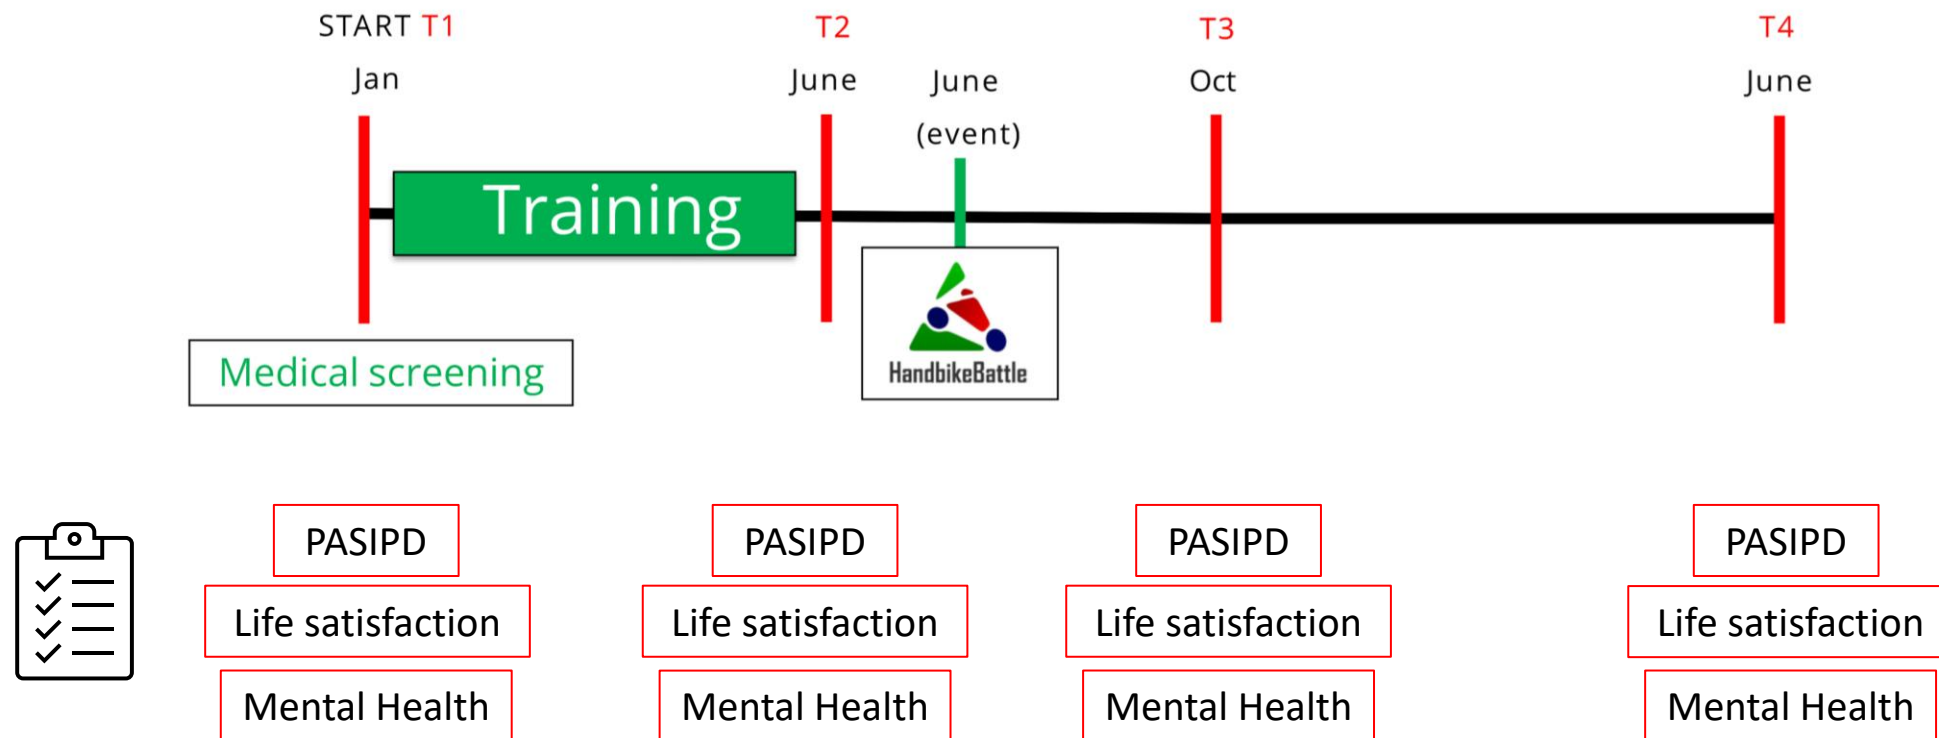 START T1
T2
T3
T4
Jan
June
June
(event)
Oct
June
Training
Medical screening
HandbikeBattle
PASIPD
PASIPD
PASIPD
PASIPD
Life satisfaction
Life satisfaction
Life satisfaction
Life satisfaction
Mental Health
Mental Health
Mental Health
Mental Health